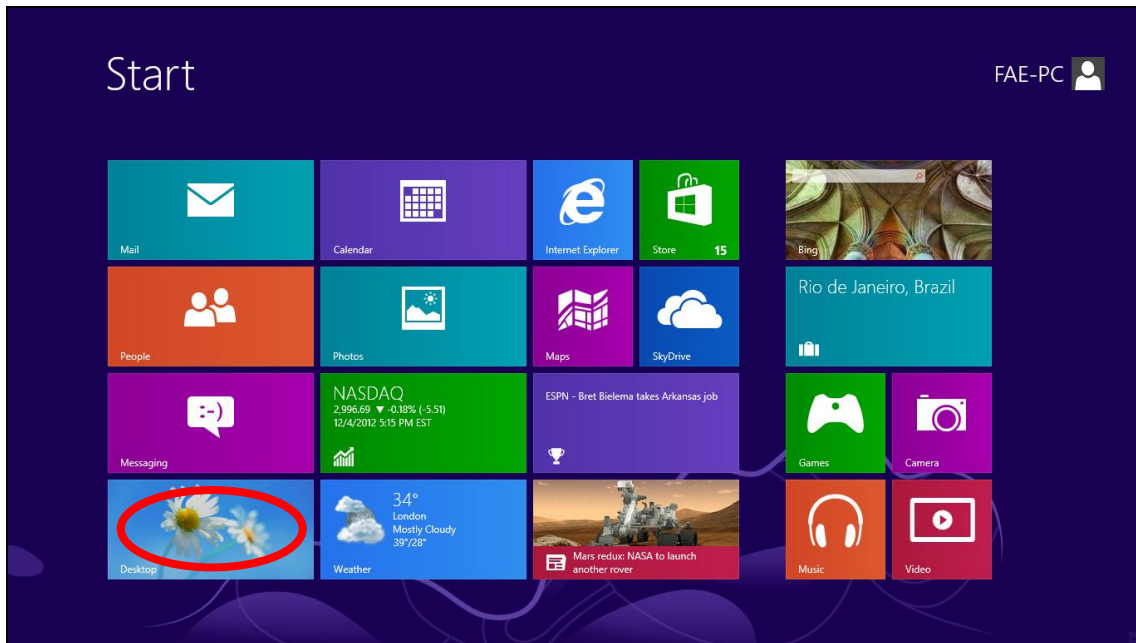 Start
FAE-PC
Mail
Calendar
Internet Explorer
Store 15
Bing
People
Photos
Maps
SkyDrive
Rio de Janeiro, Brazil
Messaging
NASDAQ
2,996.69 ▼ -0.18% (-5.51)
12/4/2012 5:15 PM EST
ESPN - Bret Bielema takes Arkansas job
Games
Camera
Desktop
34°
London
Mostly Cloudy
39°/28°
Weather
Mars redux: NASA to launch
another rover
Music
Video